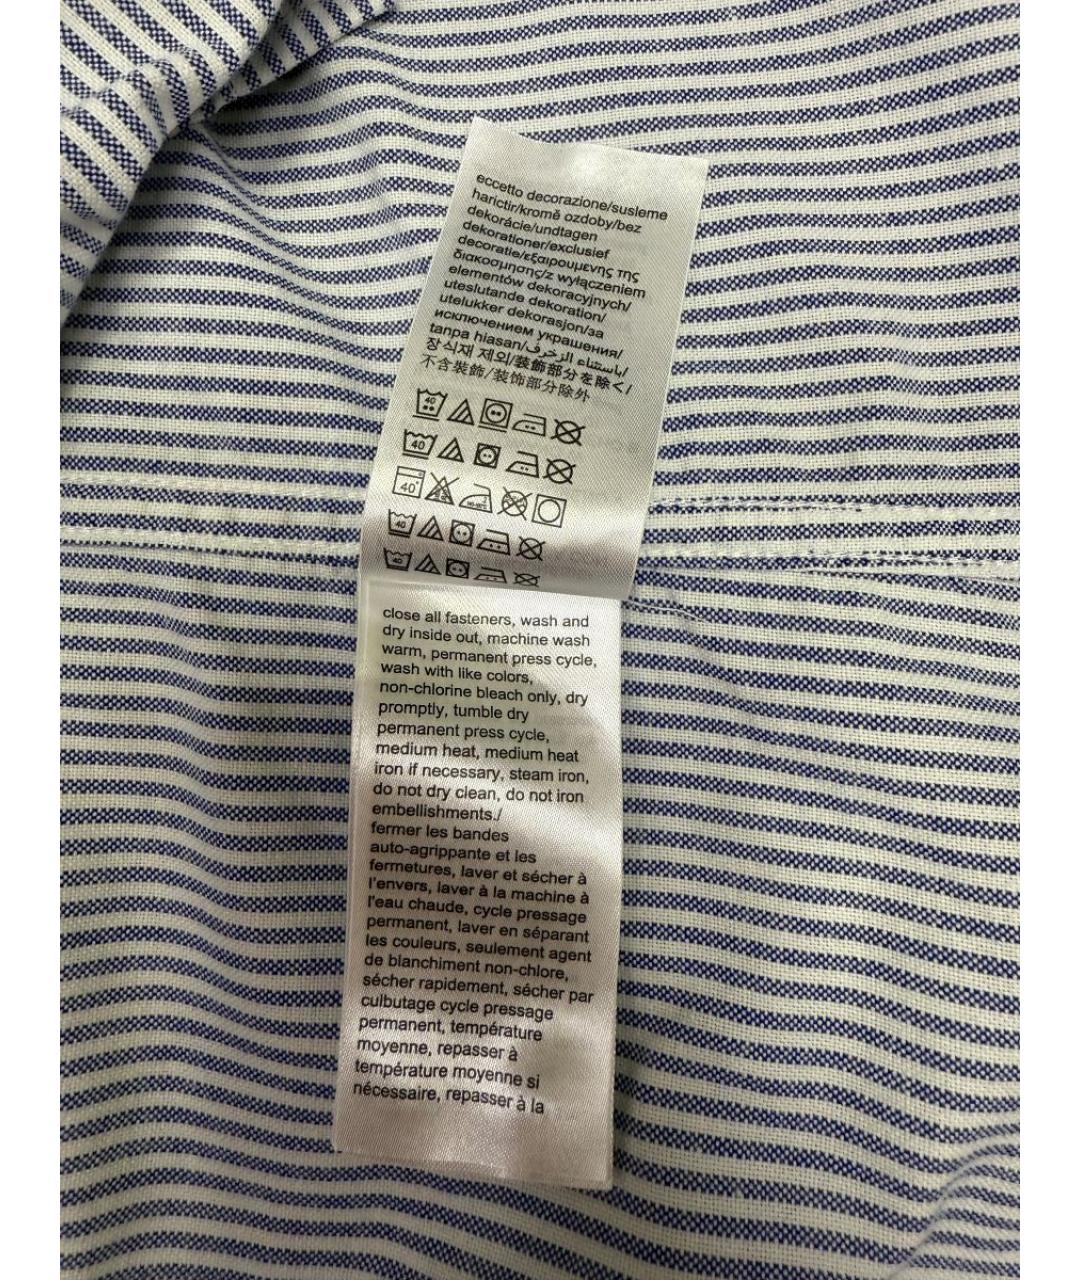 eccetto decorazione/susleme
harictir/kromě ozdoby/bez
dekorácie/undtagen
dekorationer/exclusief
decoratie/εξαιρουμενης της
διακοσμησης/z wyłączeniem
elementów dekoracyjnych/
uteslutande dekoration/
utelukker dekorasjon/за
исключением украшения/
tanpa hiasan/باستثناء الزخرف/
장식재 제외/裝飾部分を除く/
不含裝飾/装饰部分除外
40
40
40°
40
40
close all fasteners, wash and
dry inside out, machine wash
warm, permanent press cycle,
wash with like colors,
non-chlorine bleach only, dry
promptly, tumble dry
permanent press cycle,
medium heat, medium heat
iron if necessary, steam iron,
do not dry clean, do not iron
embellishments./
fermer les bandes
auto-agrippante et les
fermetures, laver et sécher à
l'envers, laver à la machine à
l'eau chaude, cycle pressage
permanent, laver en séparant
les couleurs, seulement agent
de blanchiment non-chlore,
sécher rapidement, sécher par
culbutage cycle pressage
permanent, température
moyenne, repasser à
température moyenne si
nécessaire, repasser à la